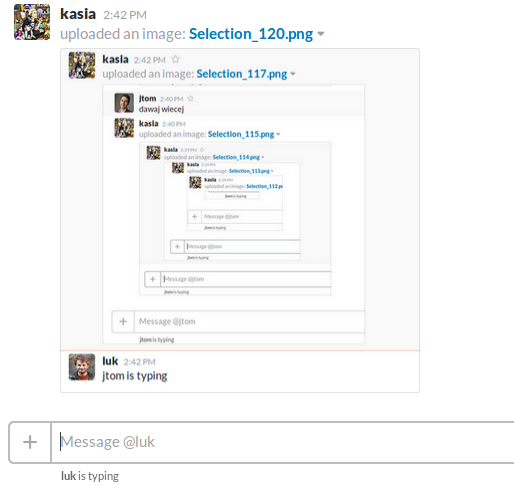 kasia 2:42 PM
uploaded an image: Selection_120.png
kasia 2:42 PM
uploaded an image: Selection_117.png
jtom 2:40 PM
dawaj wiecej
kasia 2:40 PM
uploaded an image: Selection_115.png
kasia 2:39 PM
uploaded an image: Selection_114.png
kasia
uploaded an image: Selection_113.png
kasia
uploaded an image: Selection_112.p
jtom is typing
Message @jtom
jtom is typing
Message @jtom
jtom is typing
Message @jtom
jtom is typing
Message @jtom
jtom is typing
luk 2:42 PM
jtom is typing
Message @luk
luk is typing